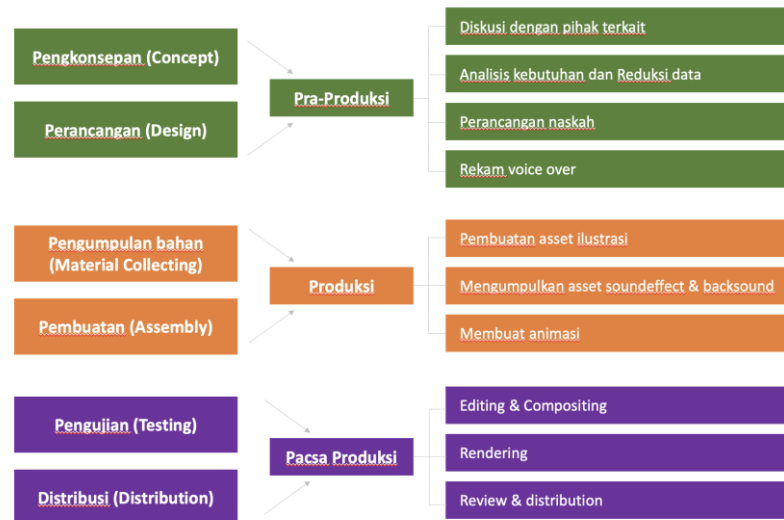 Pengkonsepan (Concept)
Perancangan (Design)
Pra-Produksi
Diskusi dengan pihak terkait
Analisis kebutuhan dan Reduksi data
Perancangan naskah
Rekam voice over
Pengumpulan bahan
(Material Collecting)
Pembuatan (Assembly)
Produksi
Pembuatan asset ilustrasi
Mengumpulkan asset soundeffect & backsound
Membuat animasi
Pengujian (Testing)
Distribusi (Distribution)
Pacsa Produksi
Editing & Compositing
Rendering
Review & distribution